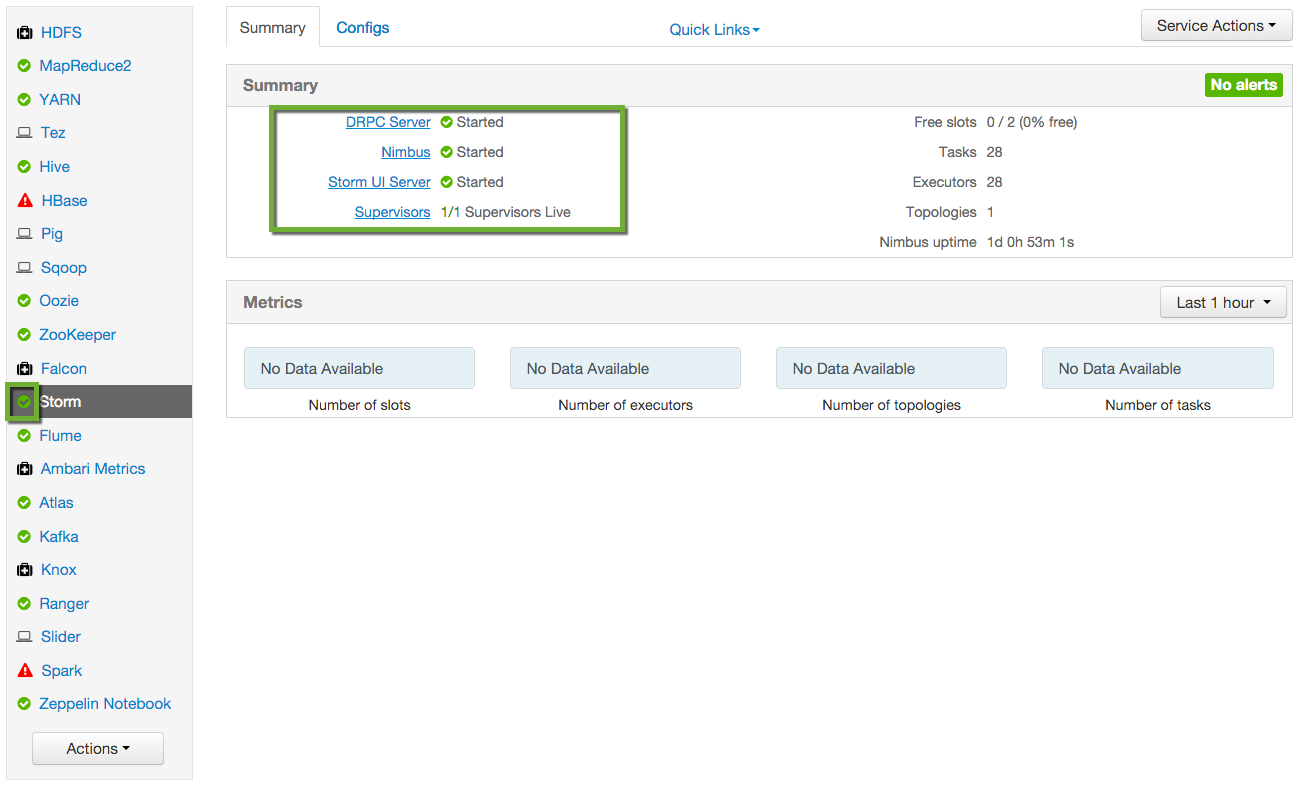 HDFS
MapReduce2
YARN
Tez
Hive
HBase
Pig
Sqoop
Oozie
ZooKeeper
Falcon
Storm
Flume
Ambari Metrics
Atlas
Kafka
Knox
Ranger
Slider
Spark
Zeppelin Notebook
Actions
Summary Configs Quick Links Service Actions
Summary No alerts
DRPC Server Started
Nimbus Started
Storm UI Server Started
Supervisors 1/1 Supervisors Live
Free slots 0 / 2 (0% free)
Tasks 28
Executors 28
Topologies 1
Nimbus uptime 1d 0h 53m 1s
Metrics Last 1 hour
No Data Available No Data Available No Data Available No Data Available
Number of slots Number of executors Number of topologies Number of tasks